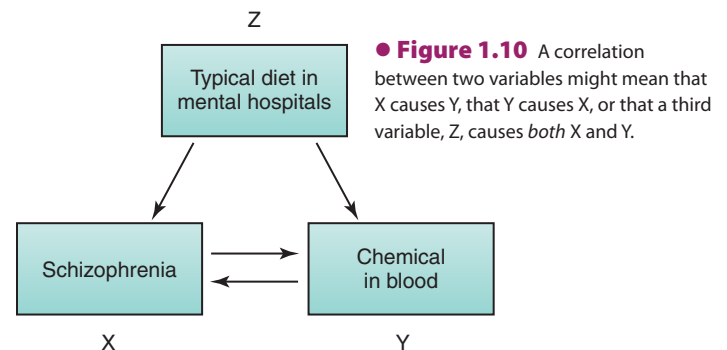 Z
Typical diet in
mental hospitals
● Figure 1.10 A correlation
between two variables might mean that
X causes Y, that Y causes X, or that a third
variable, Z, causes both X and Y.
Schizophrenia
Chemical
in blood
X
Y